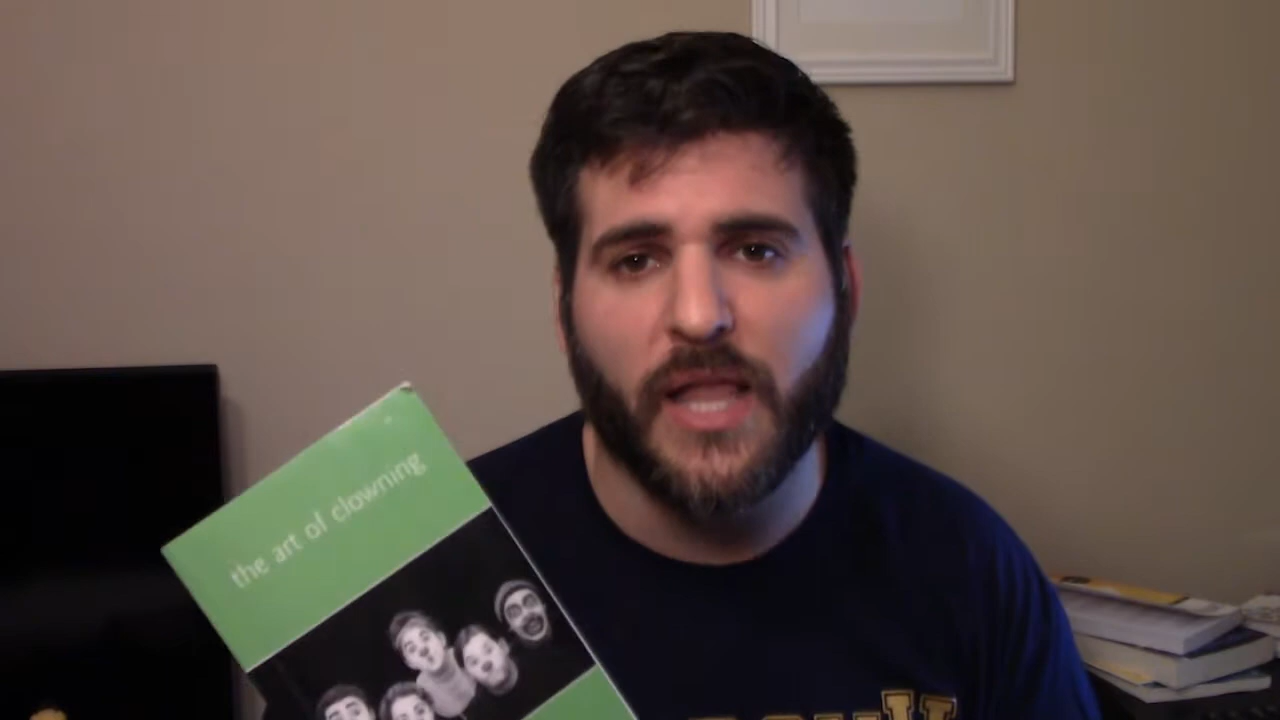 the art of clowning